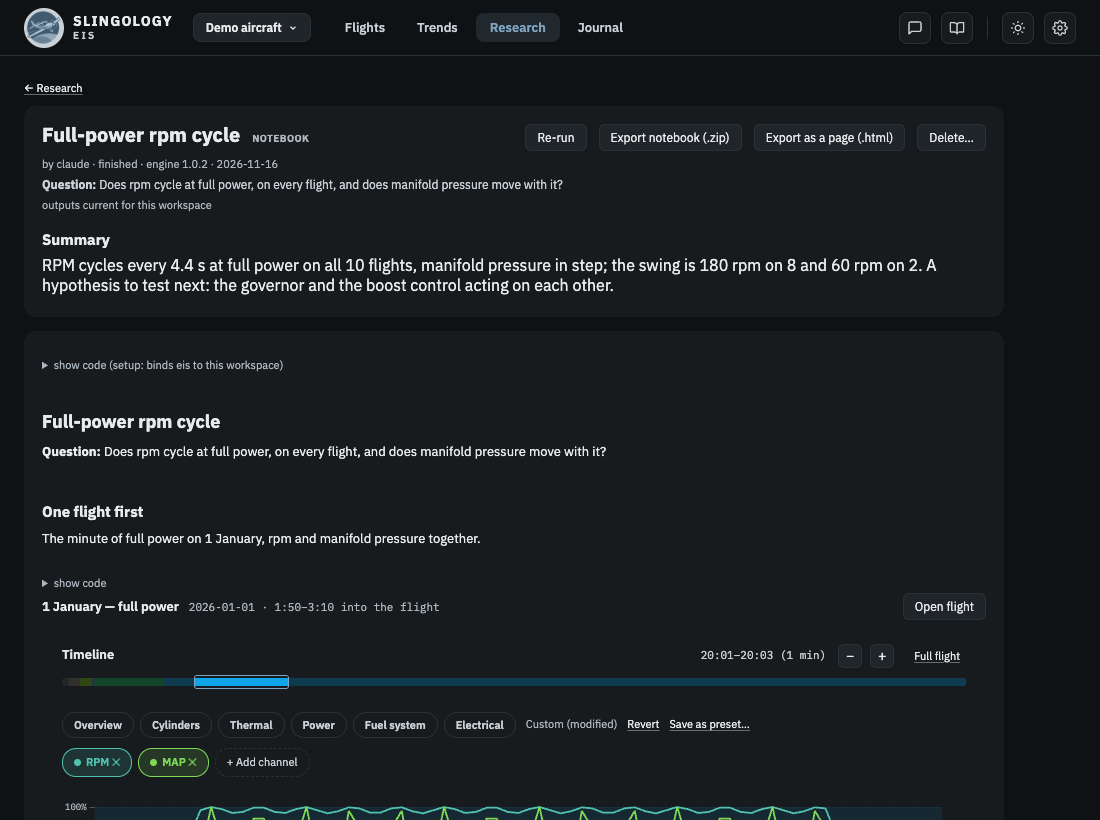 SLINGOLOGY
EIS
Demo aircraft
Flights
Trends
Research
Journal
← Research
Full-power rpm cycle NOTEBOOK
Re-run
Export notebook (.zip)
Export as a page (.html)
Delete...
by claude · finished · engine 1.0.2 · 2026-11-16
Question: Does rpm cycle at full power, on every flight, and does manifold pressure move with it?
outputs current for this workspace
Summary
RPM cycles every 4.4 s at full power on all 10 flights, manifold pressure in step; the swing is 180 rpm on 8 and 60 rpm on 2. A
hypothesis to test next: the governor and the boost control acting on each other.
show code (setup: binds eis to this workspace)
Full-power rpm cycle
Question: Does rpm cycle at full power, on every flight, and does manifold pressure move with it?
One flight first
The minute of full power on 1 January, rpm and manifold pressure together.
show code
1 January — full power 2026-01-01 · 1:50–3:10 into the flight
Open flight
Timeline
20:01–20:03 (1 min)
−
+
Full flight
Overview
Cylinders
Thermal
Power
Fuel system
Electrical
Custom (modified)
Revert
Save as preset...
RPM ×
MAP ×
+ Add channel
100%